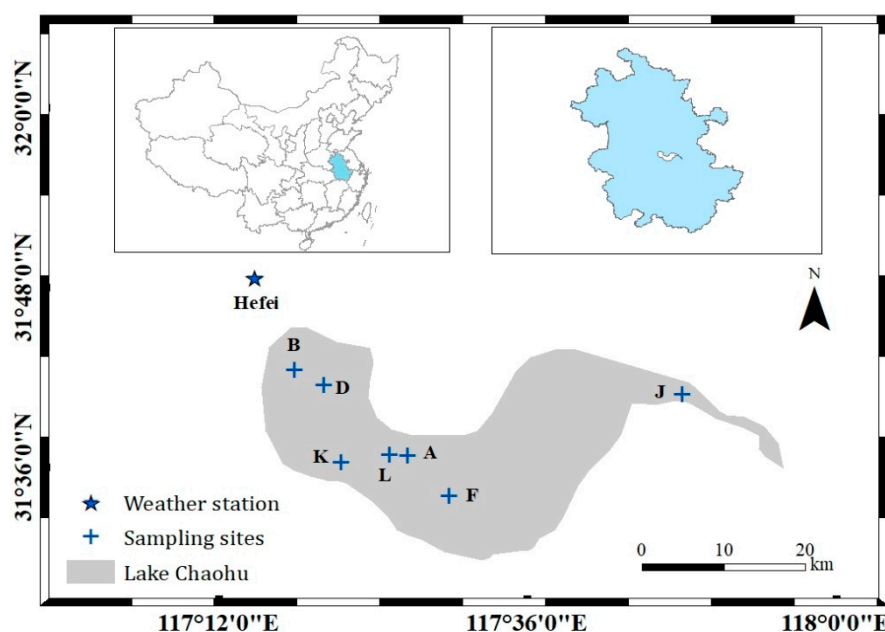 32°0'0"N
31°48'0"N
31°36'0"N
N
Hefei
B
D
J
K
L
A
F
Weather station
Sampling sites
Lake Chaohu
0 10 20
km
117°12'0"E
117°36'0"E
118°0'0"E